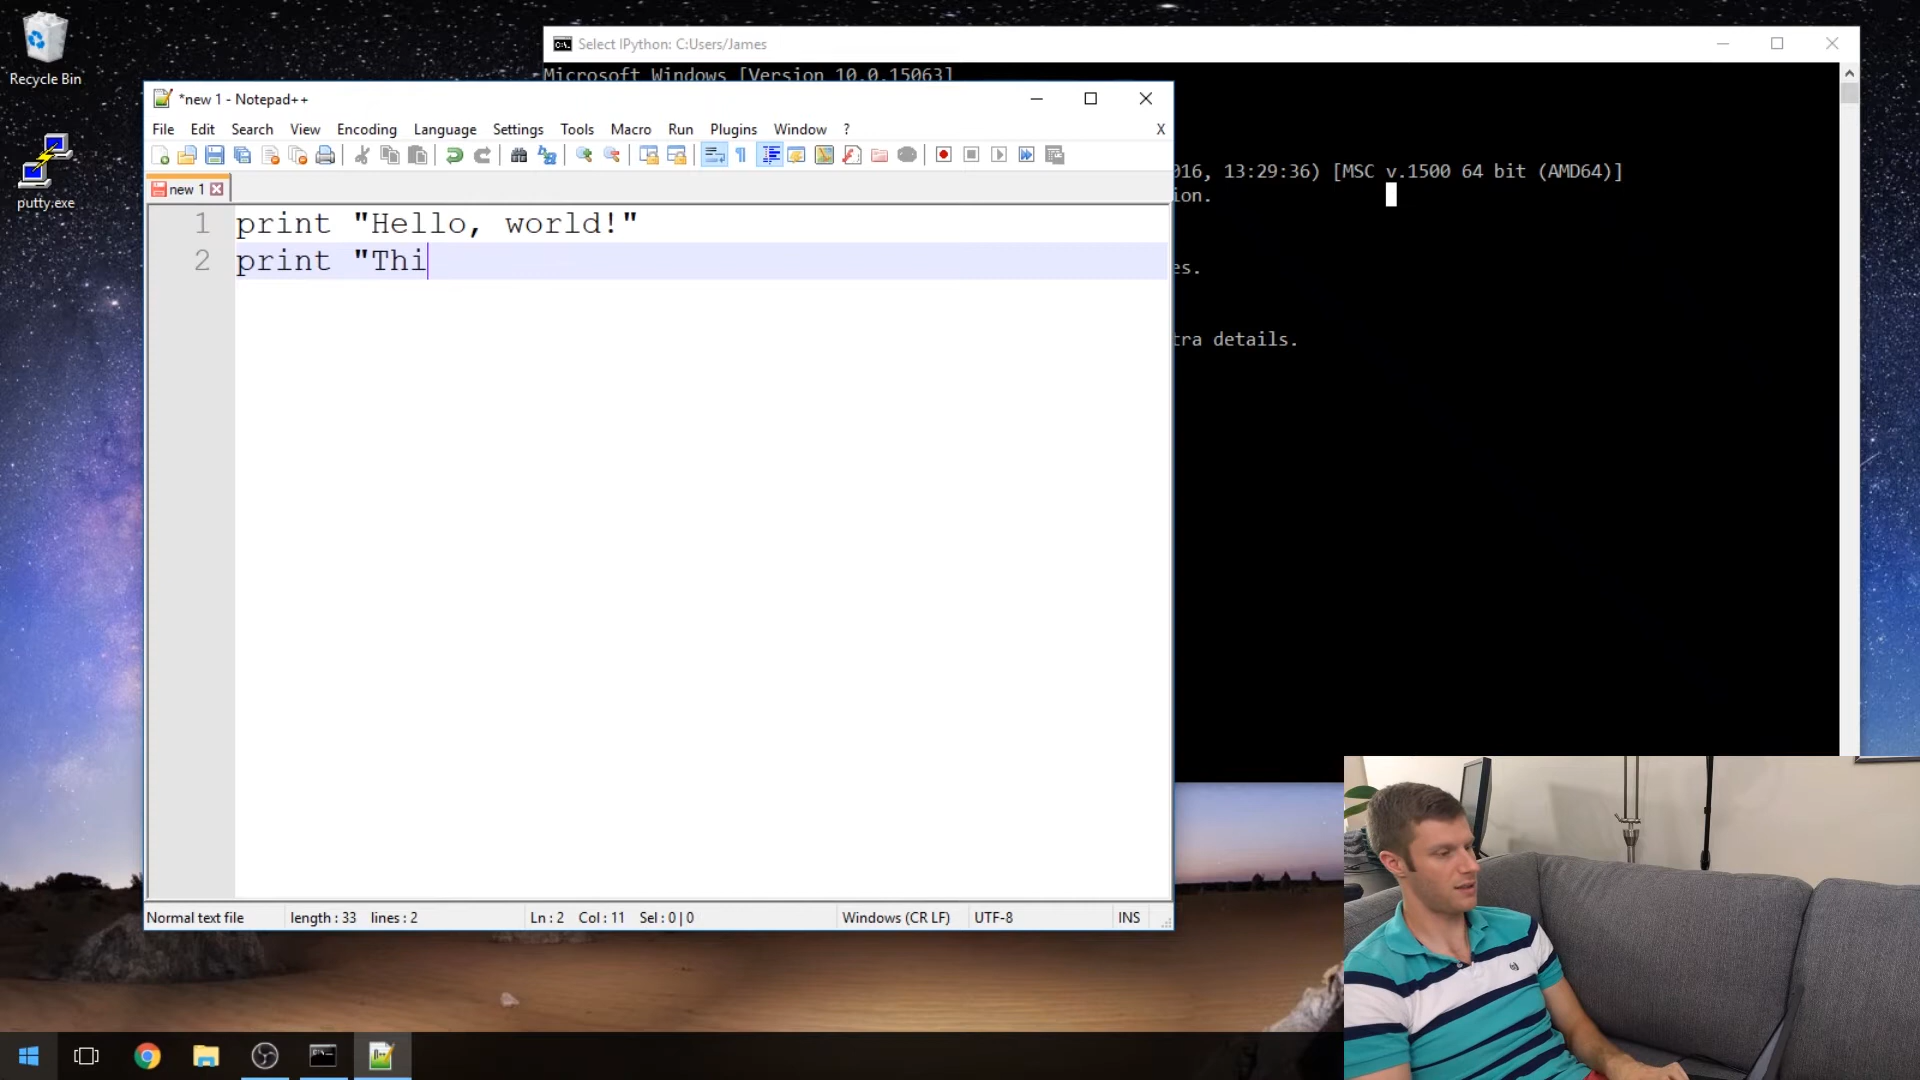 Recycle Bin
putty.exe
Select IPython: C:Users/James
Microsoft Windows [Version 10.0.15063]
016, 13:29:36) [MSC v.1500 64 bit (AMD64)]
ion.
es.
tra details.
*new 1 - Notepad++
File Edit Search View Encoding Language Settings Tools Macro Run Plugins Window ? X
new 1
1 print "Hello, world!"
2 print "Thi
Normal text file length : 33 lines : 2 Ln : 2 Col : 11 Sel : 0 | 0 Windows (CR LF) UTF-8 INS